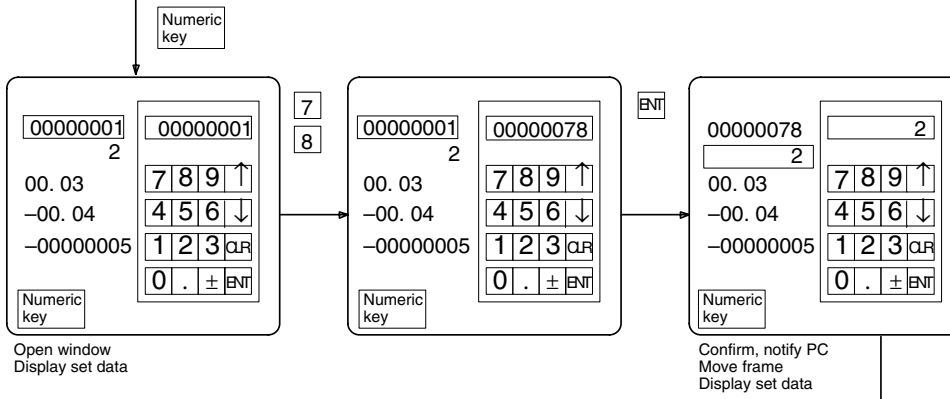 Numeric
key
00000001
2
00. 03
–00. 04
–00000005
Numeric
key
00000001
7 8 9 ↑
4 5 6 ↓
1 2 3 CLR
0 . ± ENT
Open window
Display set data
7
8
00000001
2
00. 03
–00. 04
–00000005
Numeric
key
00000078
7 8 9 ↑
4 5 6 ↓
1 2 3 CLR
0 . ± ENT
ENT
00000078
2
00. 03
–00. 04
–00000005
Numeric
key
2
7 8 9 ↑
4 5 6 ↓
1 2 3 CLR
0 . ± ENT
Confirm, notify PC
Move frame
Display set data